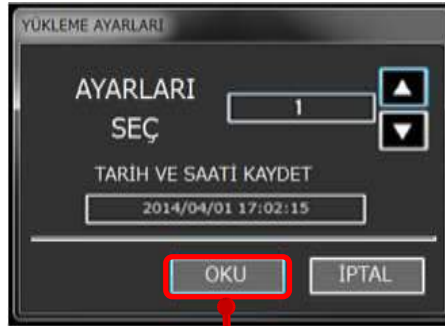 YÜKLEME AYARLARI
AYARLARI
SEÇ
1
TARİH VE SAATİ KAYDET
2014/04/01 17:02:15
OKU
İPTAL